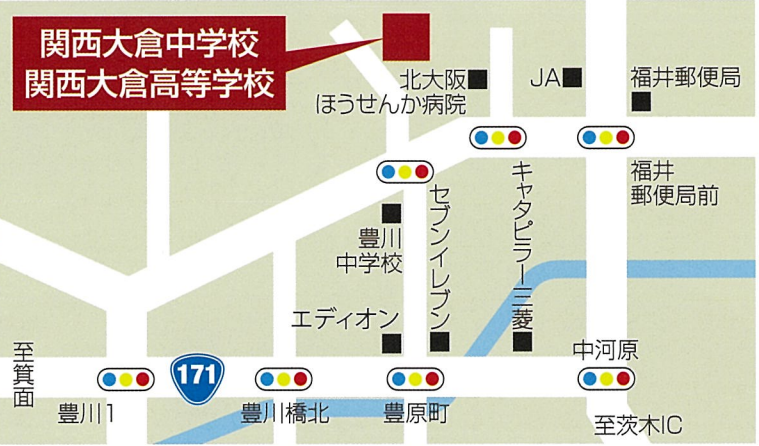 関西大倉中学校
関西大倉高等学校
北大阪
ほうせんか病院
JA
福井郵便局
福井
郵便局前
キャタピラー三菱
セブンイレブン
豊川
中学校
エディオン
中河原
至箕面
171
豊川1
豊川橋北
豊原町
至茨木IC